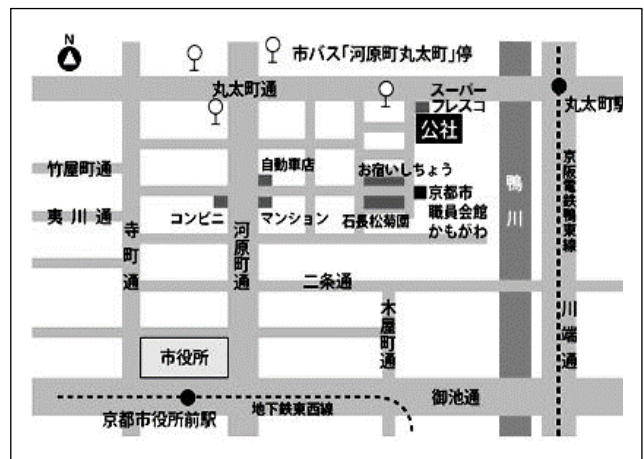 N
市バス「河原町丸太町」停
丸太町通
スーパー
フレスコ
丸太町駅
公社
竹屋町通
自動車店
お宿いしちょう
京都市
職員会館
かもがわ
鴨川
京阪電鉄鴨東線
夷川通
コンビニ
マンション
石長松菊園
寺町通
河原町通
二条通
木屋町通
川端通
市役所
御池通
京都市役所前駅
地下鉄東西線